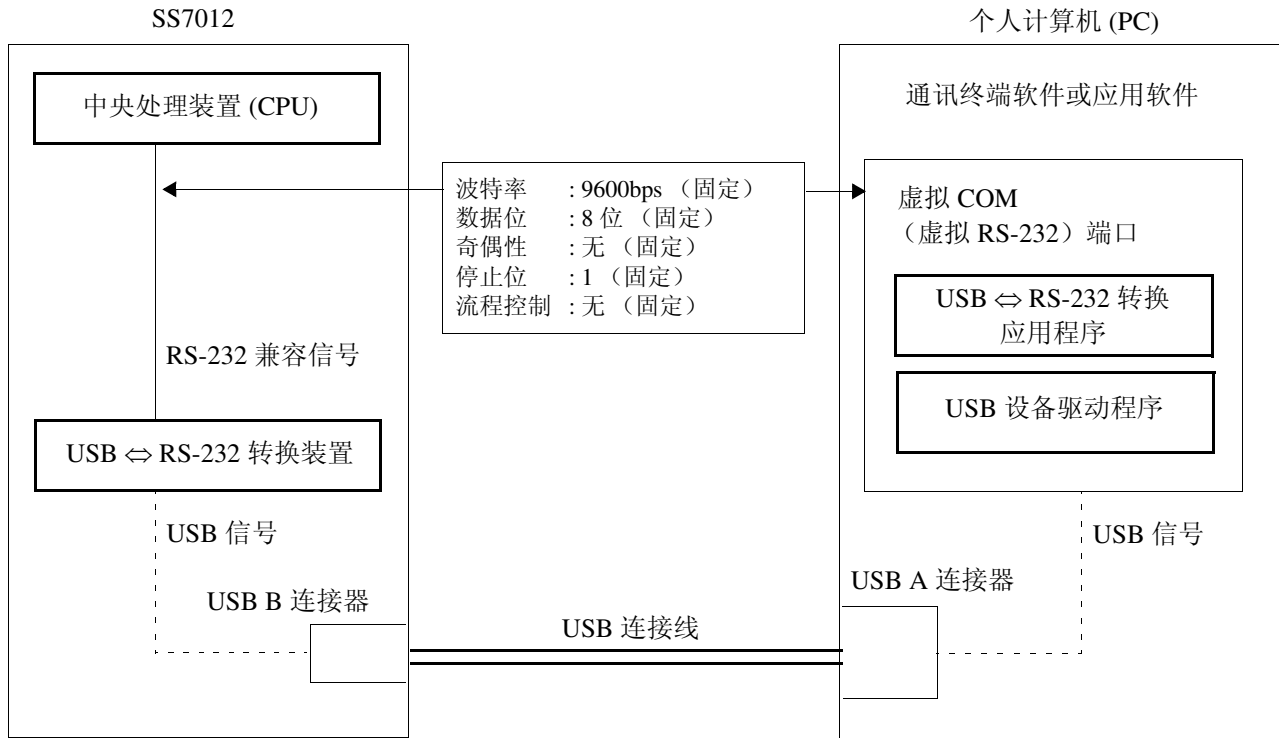 SS7012
个人计算机 (PC)
中央处理装置 (CPU)
通讯终端软件或应用软件
波特率 : 9600bps （固定）
数据位 : 8 位 （固定）
奇偶性 : 无 （固定）
停止位 : 1 （固定）
流程控制 : 无 （固定）
虚拟 COM
（虚拟 RS-232）端口
USB ⇔ RS-232 转换
应用程序
RS-232 兼容信号
USB 设备驱动程序
USB ⇔ RS-232 转换装置
USB 信号
USB 信号
USB B 连接器
USB A 连接器
USB 连接线